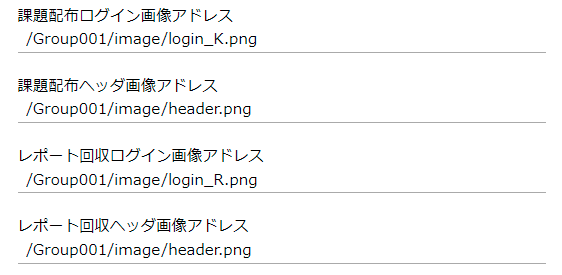 課題配布ログイン画像アドレス
/Group001/image/login_K.png
課題配布ヘッダ画像アドレス
/Group001/image/header.png
レポート回収ログイン画像アドレス
/Group001/image/login_R.png
レポート回収ヘッダ画像アドレス
/Group001/image/header.png